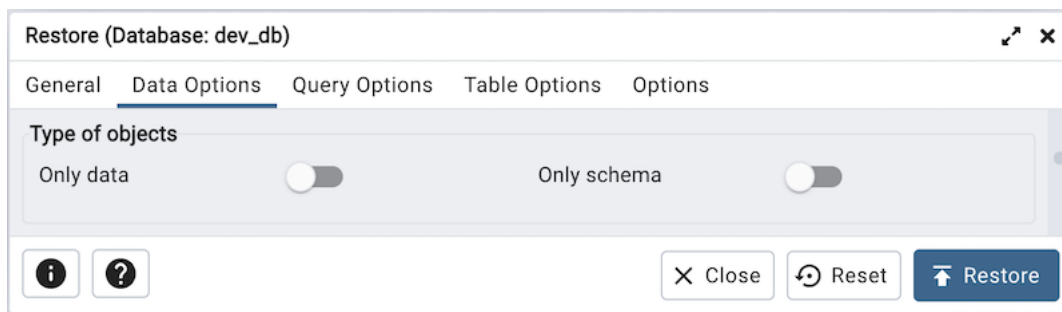 Restore (Database: dev_db)
General Data Options Query Options Table Options Options
Type of objects
Only data Only schema
Close Reset Restore